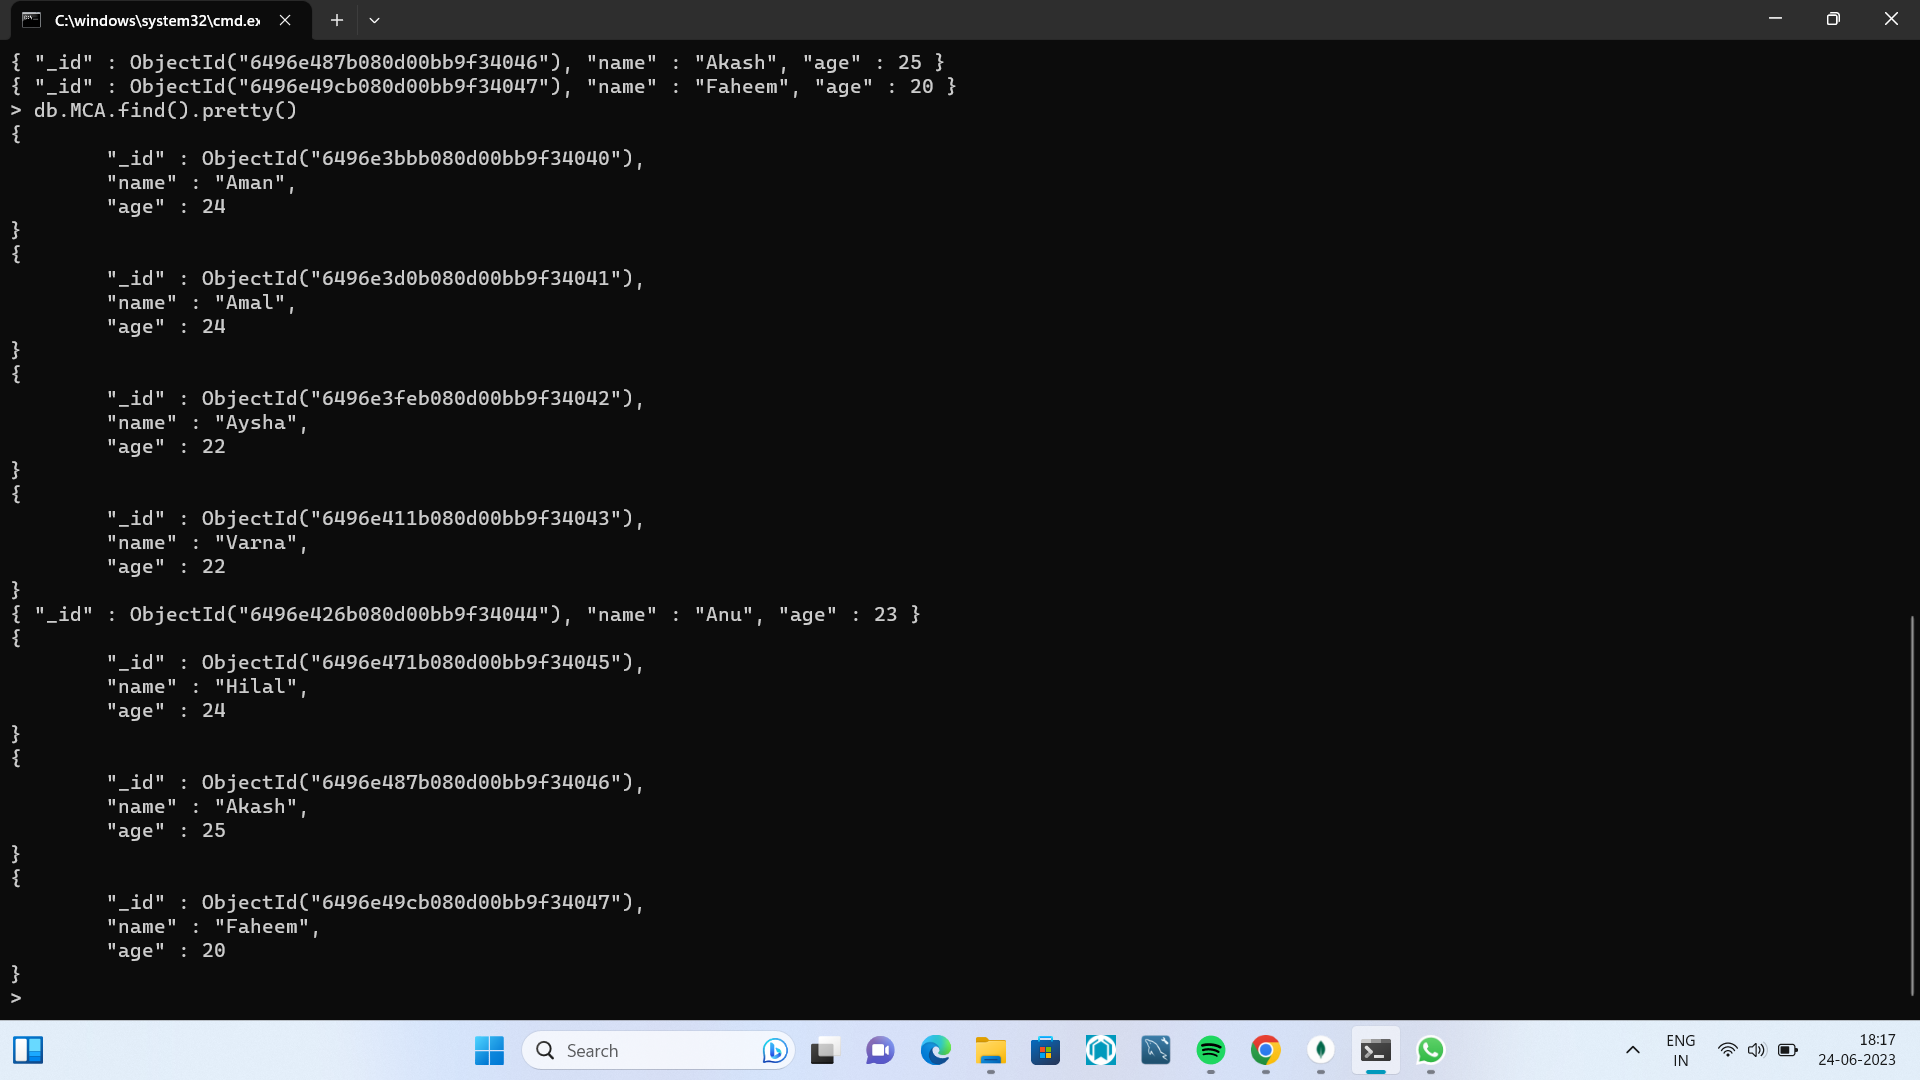 C:\windows\system32\cmd.ex
{ "_id" : ObjectId("6496e487b080d00bb9f34046"), "name" : "Akash", "age" : 25 }
{ "_id" : ObjectId("6496e49cb080d00bb9f34047"), "name" : "Faheem", "age" : 20 }
> db.MCA.find().pretty()
{
"_id" : ObjectId("6496e3bbb080d00bb9f34040"),
"name" : "Aman",
"age" : 24
}
{
"_id" : ObjectId("6496e3d0b080d00bb9f34041"),
"name" : "Amal",
"age" : 24
}
{
"_id" : ObjectId("6496e3feb080d00bb9f34042"),
"name" : "Aysha",
"age" : 22
}
{
"_id" : ObjectId("6496e411b080d00bb9f34043"),
"name" : "Varna",
"age" : 22
}
{ "_id" : ObjectId("6496e426b080d00bb9f34044"), "name" : "Anu", "age" : 23 }
{
"_id" : ObjectId("6496e471b080d00bb9f34045"),
"name" : "Hilal",
"age" : 24
}
{
"_id" : ObjectId("6496e487b080d00bb9f34046"),
"name" : "Akash",
"age" : 25
}
{
"_id" : ObjectId("6496e49cb080d00bb9f34047"),
"name" : "Faheem",
"age" : 20
}
>
Search
ENG
IN
18:17
24-06-2023